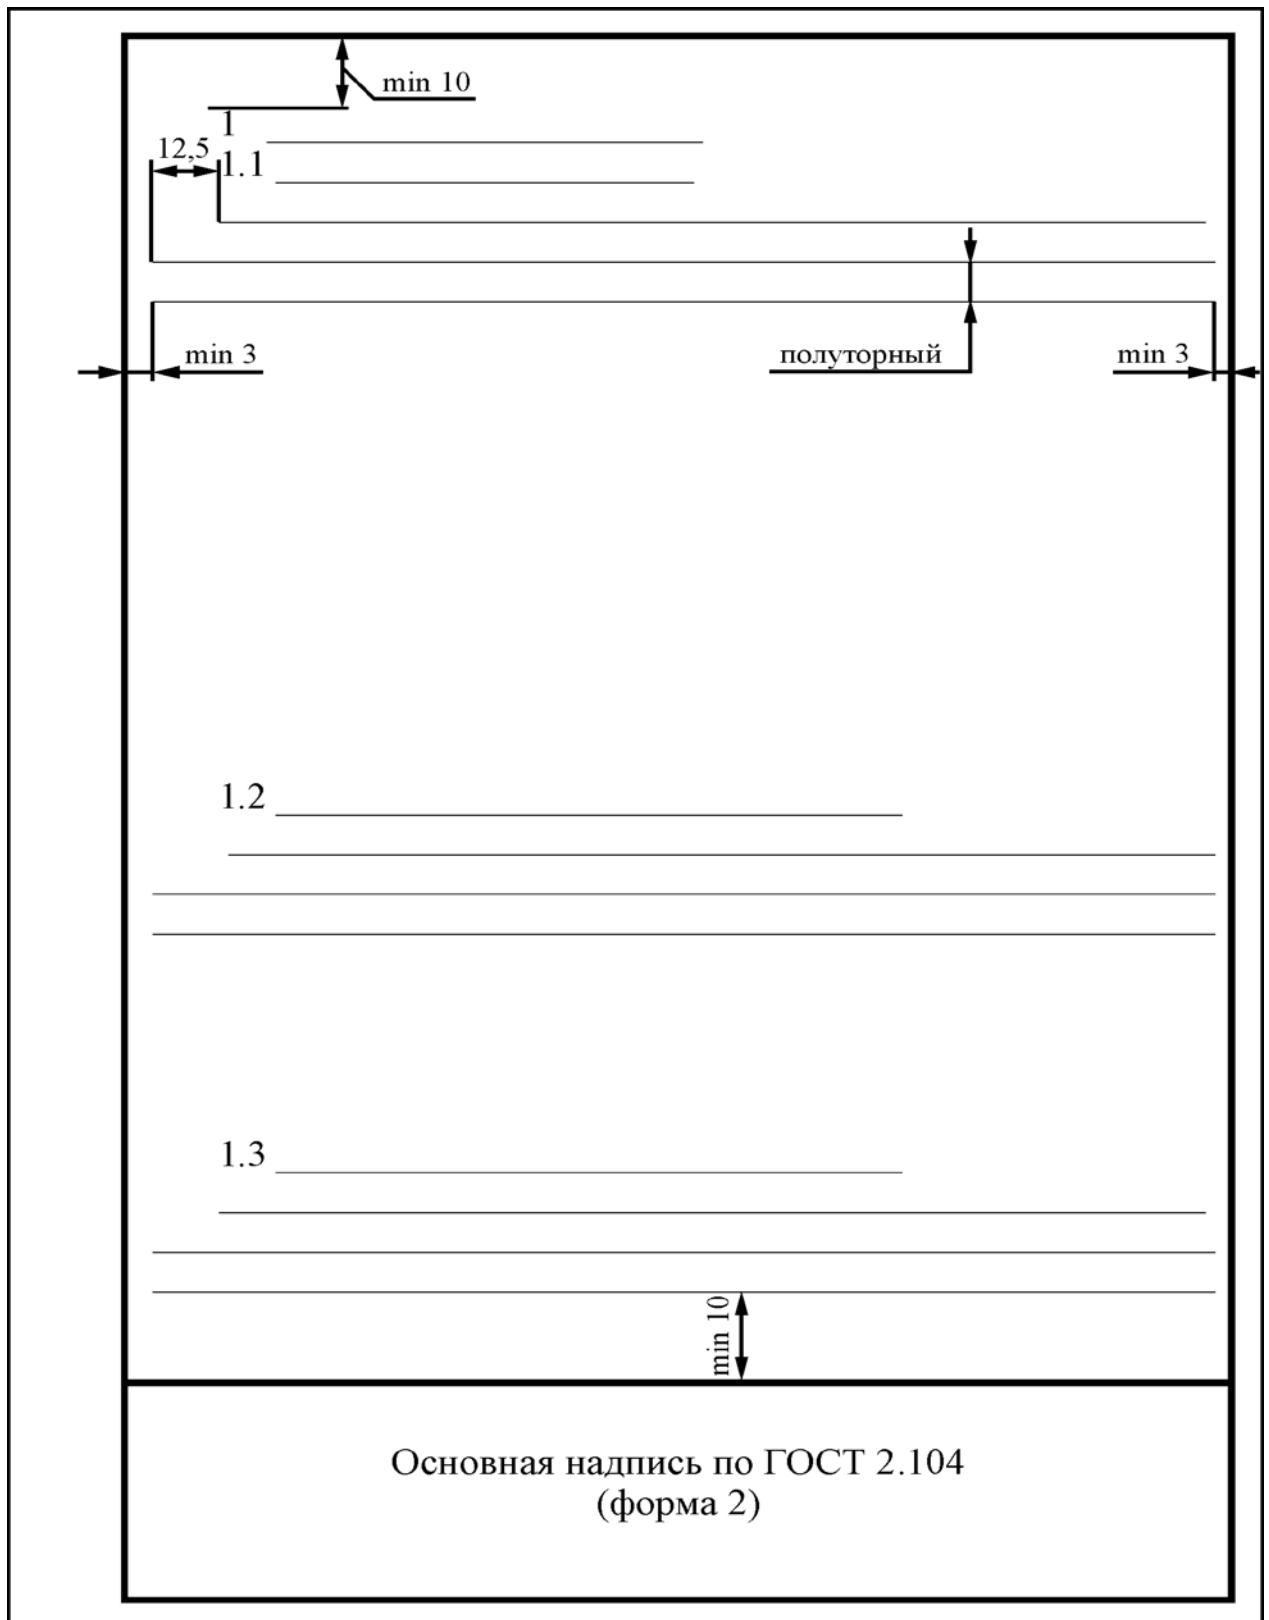 min 10
1
12,5
1.1
min 3
полуторный
min 3
1.2
1.3
min 10
Основная надпись по ГОСТ 2.104
(форма 2)